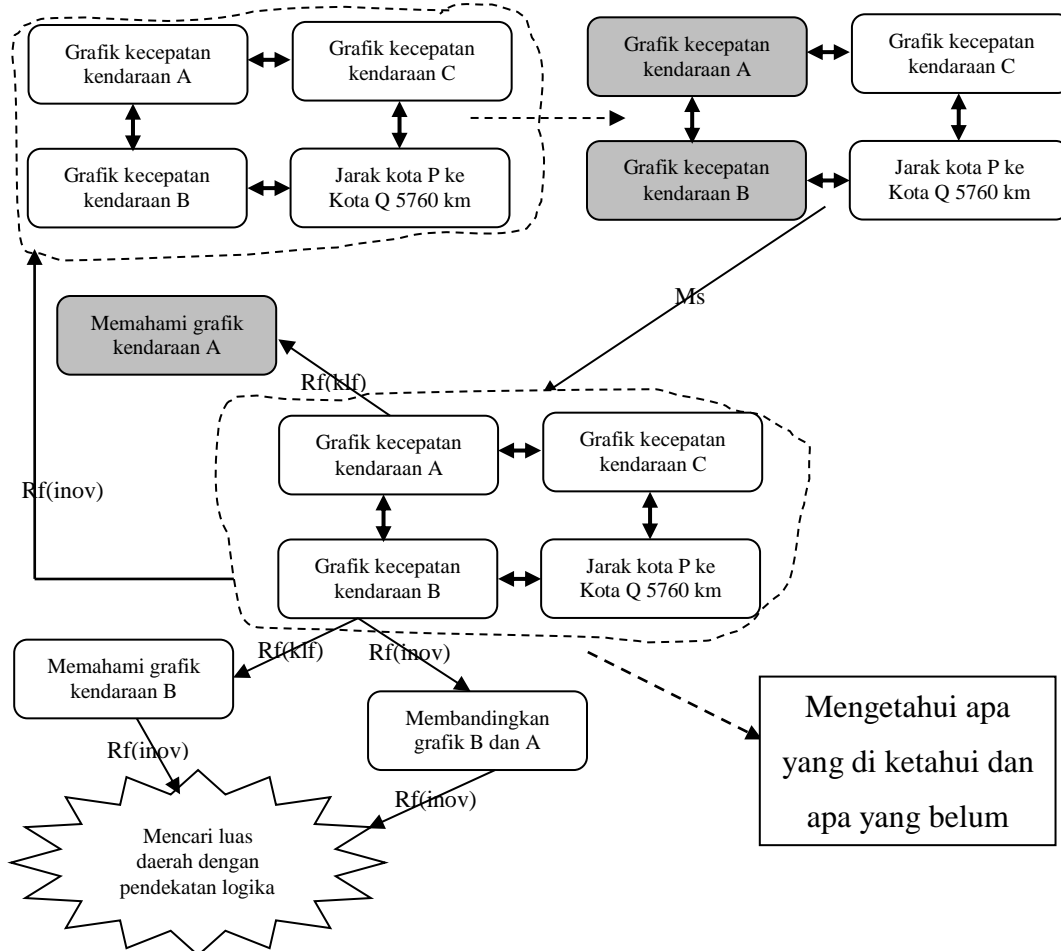 Grafik kecepatan
kendaraan A
Grafik kecepatan
kendaraan C
Grafik kecepatan
kendaraan B
Jarak kota P ke
Kota Q 5760 km
Grafik kecepatan
kendaraan A
Grafik kecepatan
kendaraan C
Grafik kecepatan
kendaraan B
Jarak kota P ke
Kota Q 5760 km
Ms
Memahami grafik
kendaraan A
Rf(klf)
Grafik kecepatan
kendaraan A
Grafik kecepatan
kendaraan C
Rf(inov)
Grafik kecepatan
kendaraan B
Jarak kota P ke
Kota Q 5760 km
Rf(klf)
Rf(inov)
Memahami grafik
kendaraan B
Membandingkan
grafik B dan A
Mengetahui apa
yang di ketahui dan
apa yang belum
Rf(inov)
Rf(inov)
Mencari luas
daerah dengan
pendekatan logika